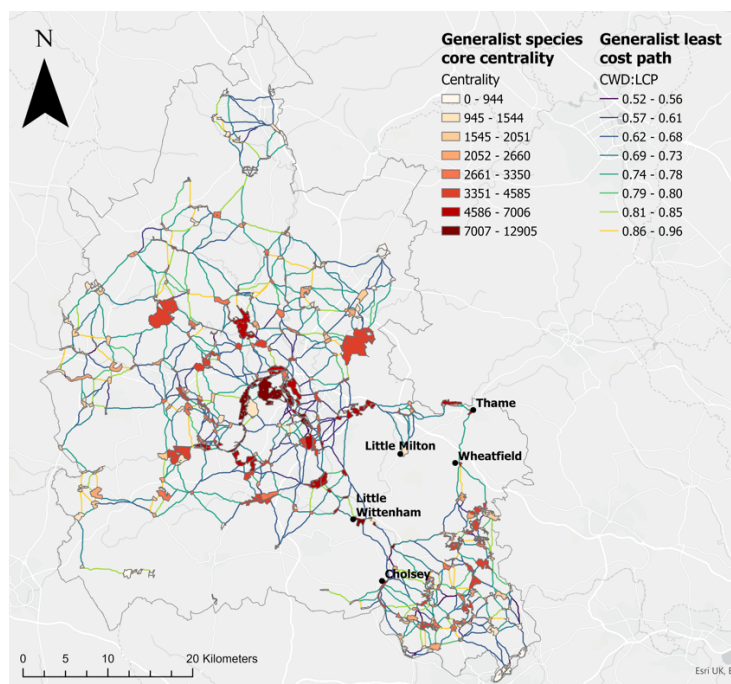 N
Generalist species
core centrality
Centrality
0 - 944
945 - 1544
1545 - 2051
2052 - 2660
2661 - 3350
3351 - 4585
4586 - 7006
7007 - 12905
Generalist least
cost path
CWD:LCP
0.52 - 0.56
0.57 - 0.61
0.62 - 0.68
0.69 - 0.73
0.74 - 0.78
0.79 - 0.80
0.81 - 0.85
0.86 - 0.96
Thame
Little Milton
Wheatfield
Little
Wittenham
Cholsey
0 5 10 20 Kilometers
Esri UK, E